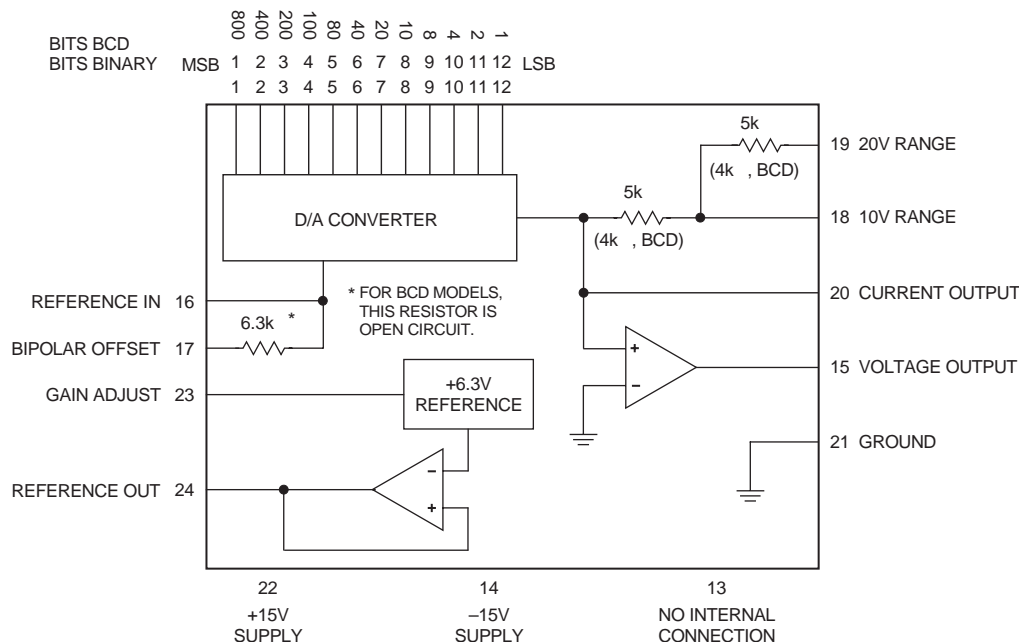 800 400 200 100 80 40 20 10 8 4 2 1
BITS BCD
BITS BINARY MSB 1 2 3 4 5 6 7 8 9 10 11 12 LSB
1 2 3 4 5 6 7 8 9 10 11 12
5k
19 20V RANGE
(4k , BCD)
5k
D/A CONVERTER
18 10V RANGE
(4k , BCD)
REFERENCE IN 16
* FOR BCD MODELS,
THIS RESISTOR IS
OPEN CIRCUIT.
20 CURRENT OUTPUT
6.3k *
BIPOLAR OFFSET 17
+
–
15 VOLTAGE OUTPUT
GAIN ADJUST 23
+6.3V
REFERENCE
21 GROUND
REFERENCE OUT 24
–
+
22
+15V
SUPPLY
14
–15V
SUPPLY
13
NO INTERNAL
CONNECTION